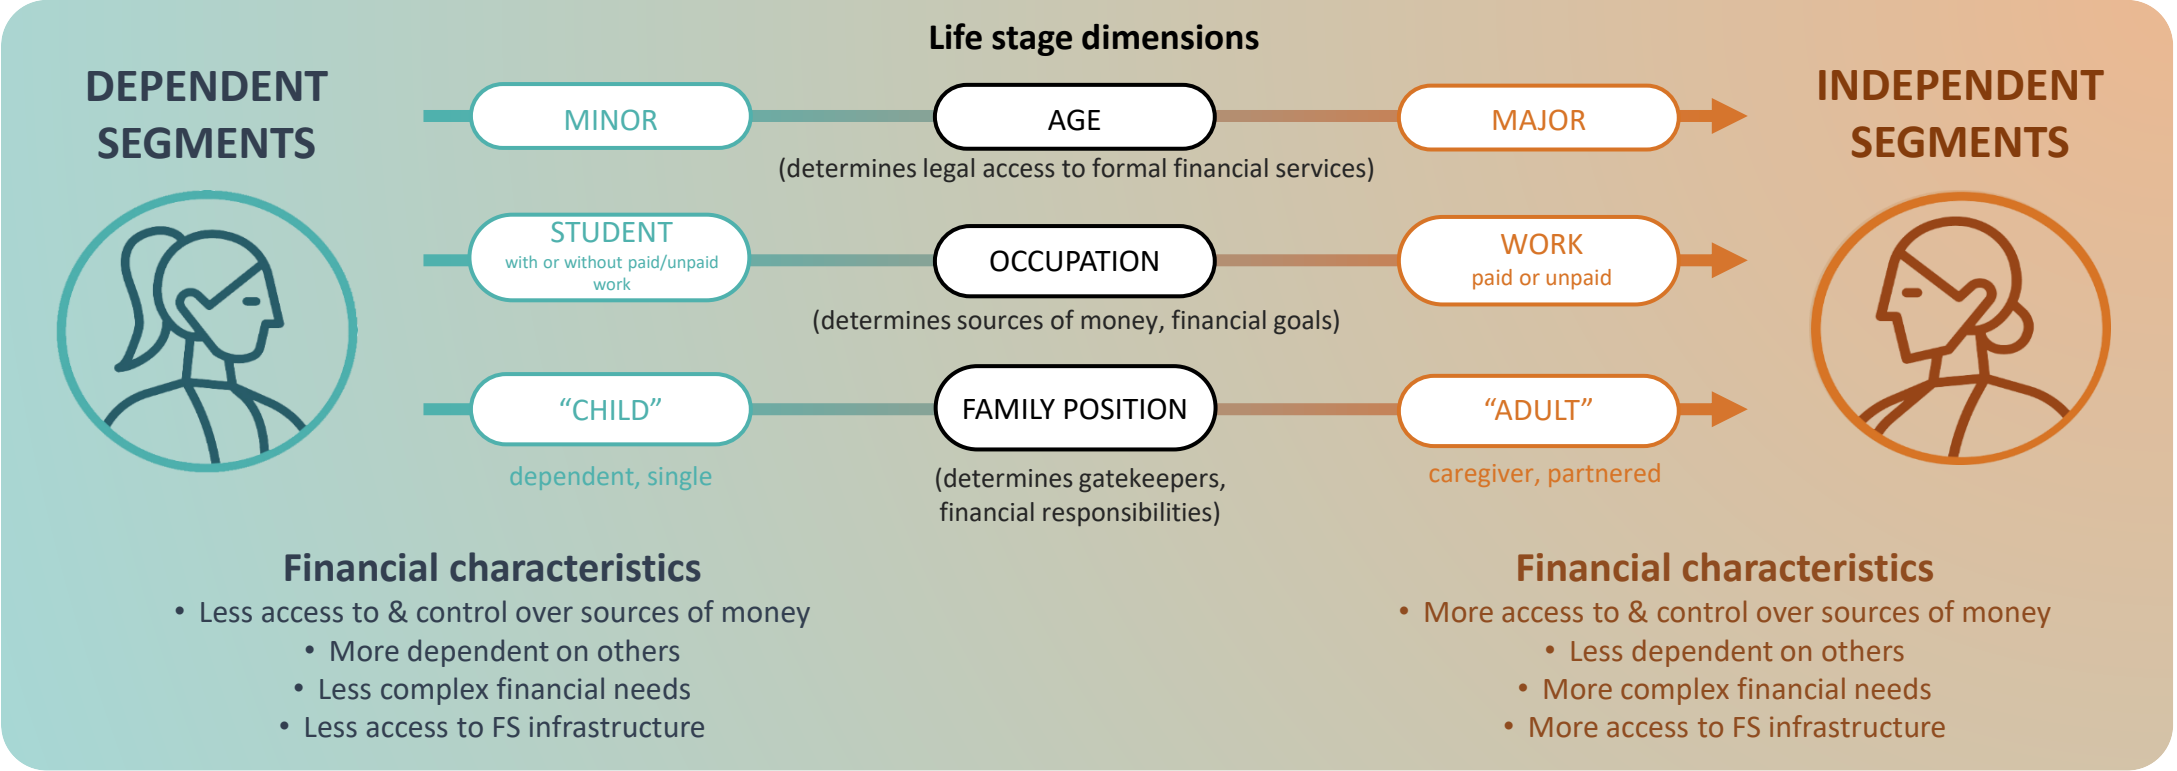 Life stage dimensions
DEPENDENT
SEGMENTS
MINOR
AGE
MAJOR
(determines legal access to formal financial services)
INDEPENDENT
SEGMENTS
STUDENT
with or without paid/unpaid
work
OCCUPATION
WORK
paid or unpaid
(determines sources of money, financial goals)
“CHILD”
FAMILY POSITION
“ADULT”
dependent, single
(determines gatekeepers,
financial responsibilities)
caregiver, partnered
Financial characteristics
• Less access to & control over sources of money
• More dependent on others
• Less complex financial needs
• Less access to FS infrastructure
Financial characteristics
• More access to & control over sources of money
• Less dependent on others
• More complex financial needs
• More access to FS infrastructure